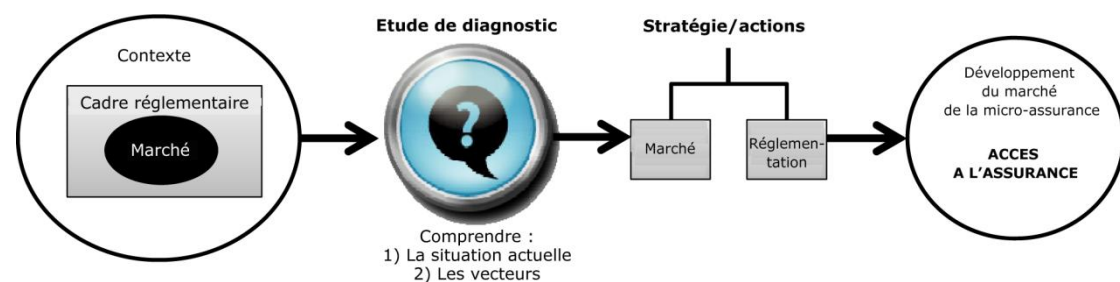 Contexte
Cadre réglementaire
Marché
Etude de diagnostic
Comprendre :
1) La situation actuelle
2) Les vecteurs
Stratégie/actions
Marché
Réglemen-
tation
Développement
du marché
de la micro-assurance
ACCES
A L’ASSURANCE